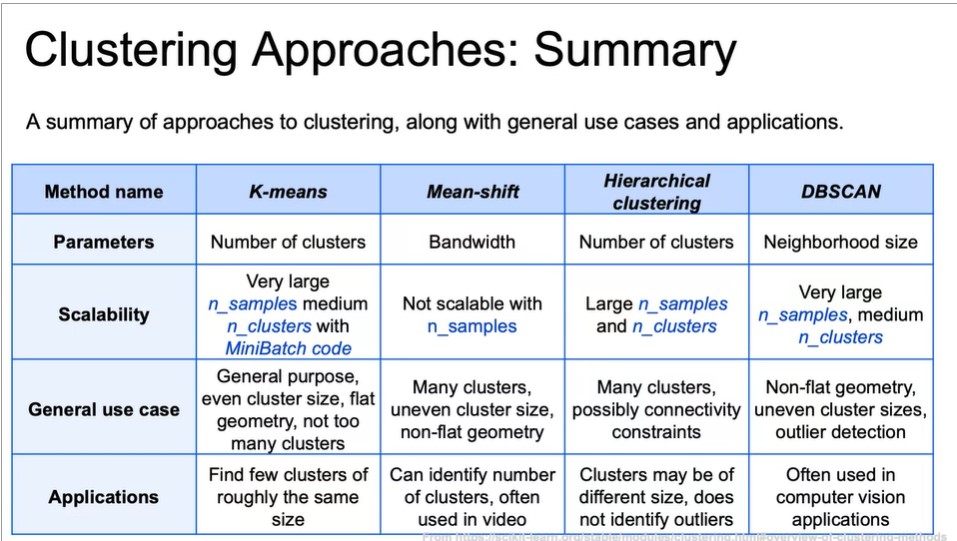 Clustering Approaches: Summary
A summary of approaches to clustering, along with general use cases and applications.
Method name
K-means
Mean-shift
Hierarchical
clustering
DBSCAN
Parameters
Number of clusters
Bandwidth
Number of clusters
Neighborhood size
Scalability
Very large
n_samples medium
n_clusters with
MiniBatch code
Not scalable with
n_samples
Large n_samples
and n_clusters
Very large
n_samples, medium
n_clusters
General use case
General purpose,
even cluster size, flat
geometry, not too
many clusters
Many clusters,
uneven cluster size,
non-flat geometry
Many clusters,
possibly connectivity
constraints
Non-flat geometry,
uneven cluster sizes,
outlier detection
Applications
Find few clusters of
roughly the same
size
Can identify number
of clusters, often
used in video
Clusters may be of
different size, does
not identify outliers
Often used in
computer vision
applications
From https://scikit-learn.org/stable/modules/clustering.html#overview-of-clustering-methods